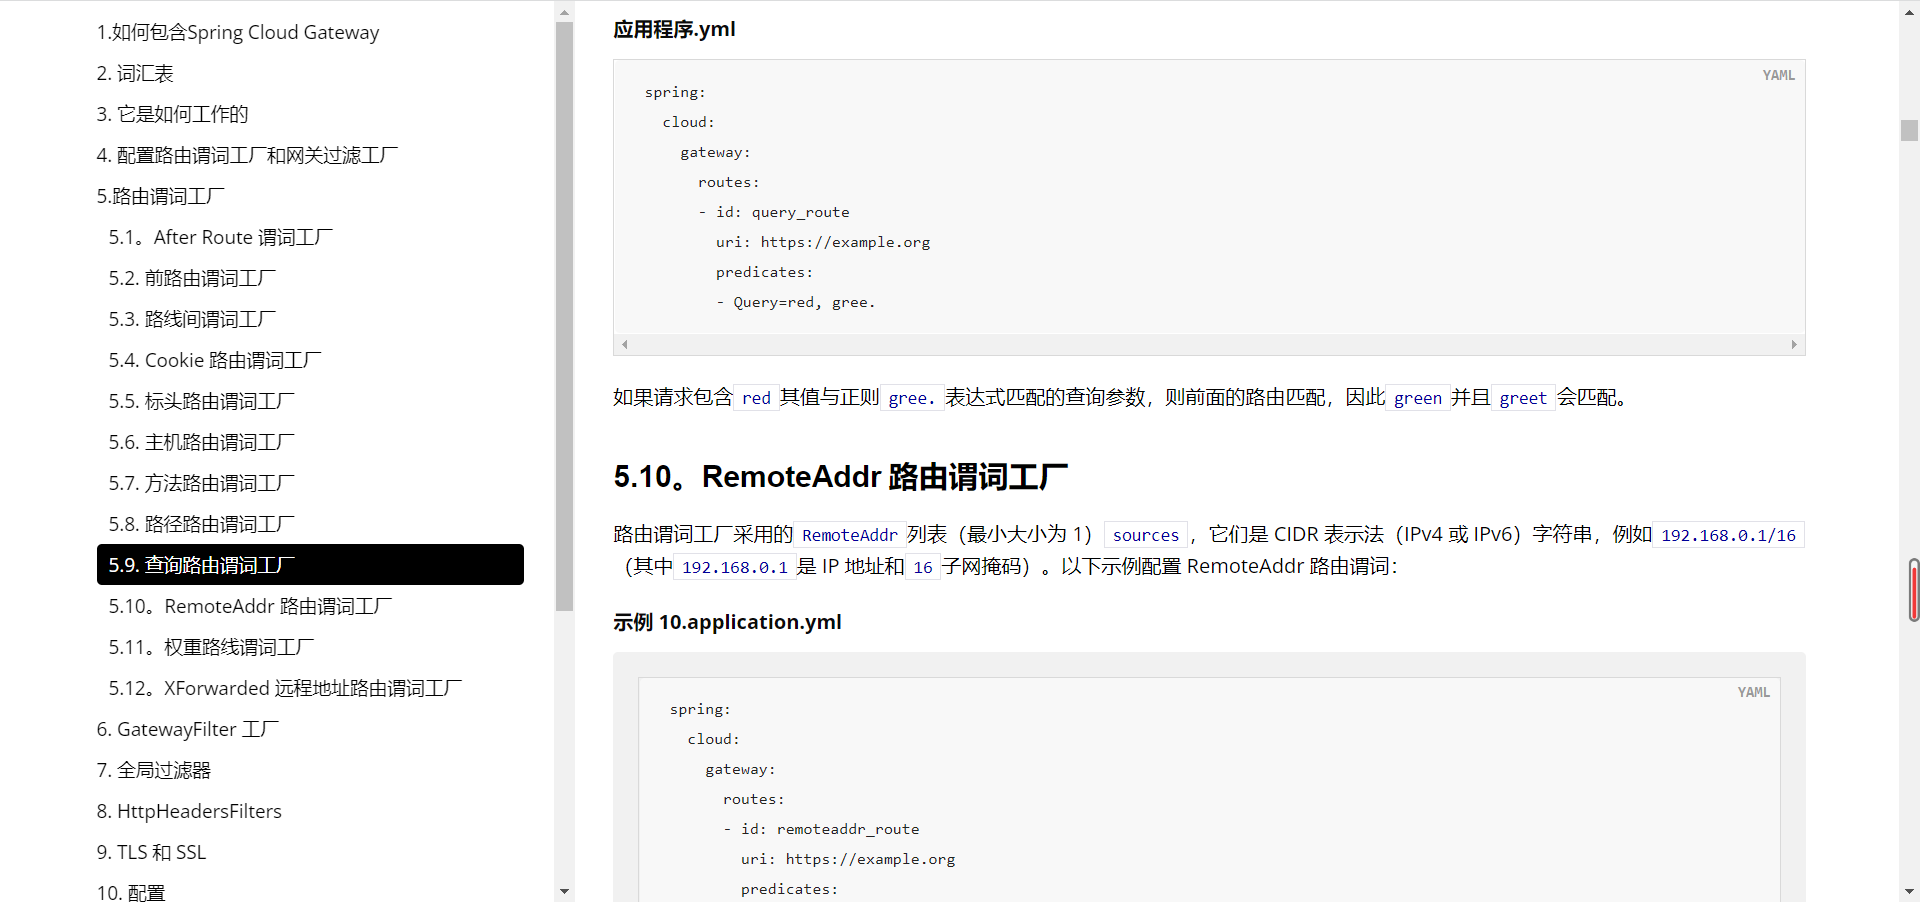 1.如何包含Spring Cloud Gateway
2. 词汇表
3. 它是如何工作的
4. 配置路由谓词工厂和网关过滤工厂
5.路由谓词工厂
5.1。After Route 谓词工厂
5.2. 前路由谓词工厂
5.3. 路线间谓词工厂
5.4. Cookie 路由谓词工厂
5.5. 标头路由谓词工厂
5.6. 主机路由谓词工厂
5.7. 方法路由谓词工厂
5.8. 路径路由谓词工厂
5.9. 查询路由谓词工厂
5.10。RemoteAddr 路由谓词工厂
5.11。权重路线谓词工厂
5.12。XForwarded 远程地址路由谓词工厂
6. GatewayFilter 工厂
7. 全局过滤器
8. HttpHeadersFilters
9. TLS 和 SSL
10. 配置
应用程序.yml
YAML
spring:
  cloud:
    gateway:
      routes:
      - id: query_route
        uri: https://example.org
        predicates:
        - Query=red, gree.
如果请求包含 red 其值与正则 gree. 表达式匹配的查询参数，则前面的路由匹配，因此 green 并且 greet 会匹配。
5.10。RemoteAddr 路由谓词工厂
路由谓词工厂采用的 RemoteAddr 列表（最小大小为 1） sources ，它们是 CIDR 表示法（IPv4 或 IPv6）字符串，例如 192.168.0.1/16
（其中 192.168.0.1 是 IP 地址和 16 子网掩码）。以下示例配置 RemoteAddr 路由谓词：
示例 10.application.yml
YAML
spring:
  cloud:
    gateway:
      routes:
      - id: remoteaddr_route
        uri: https://example.org
        predicates: